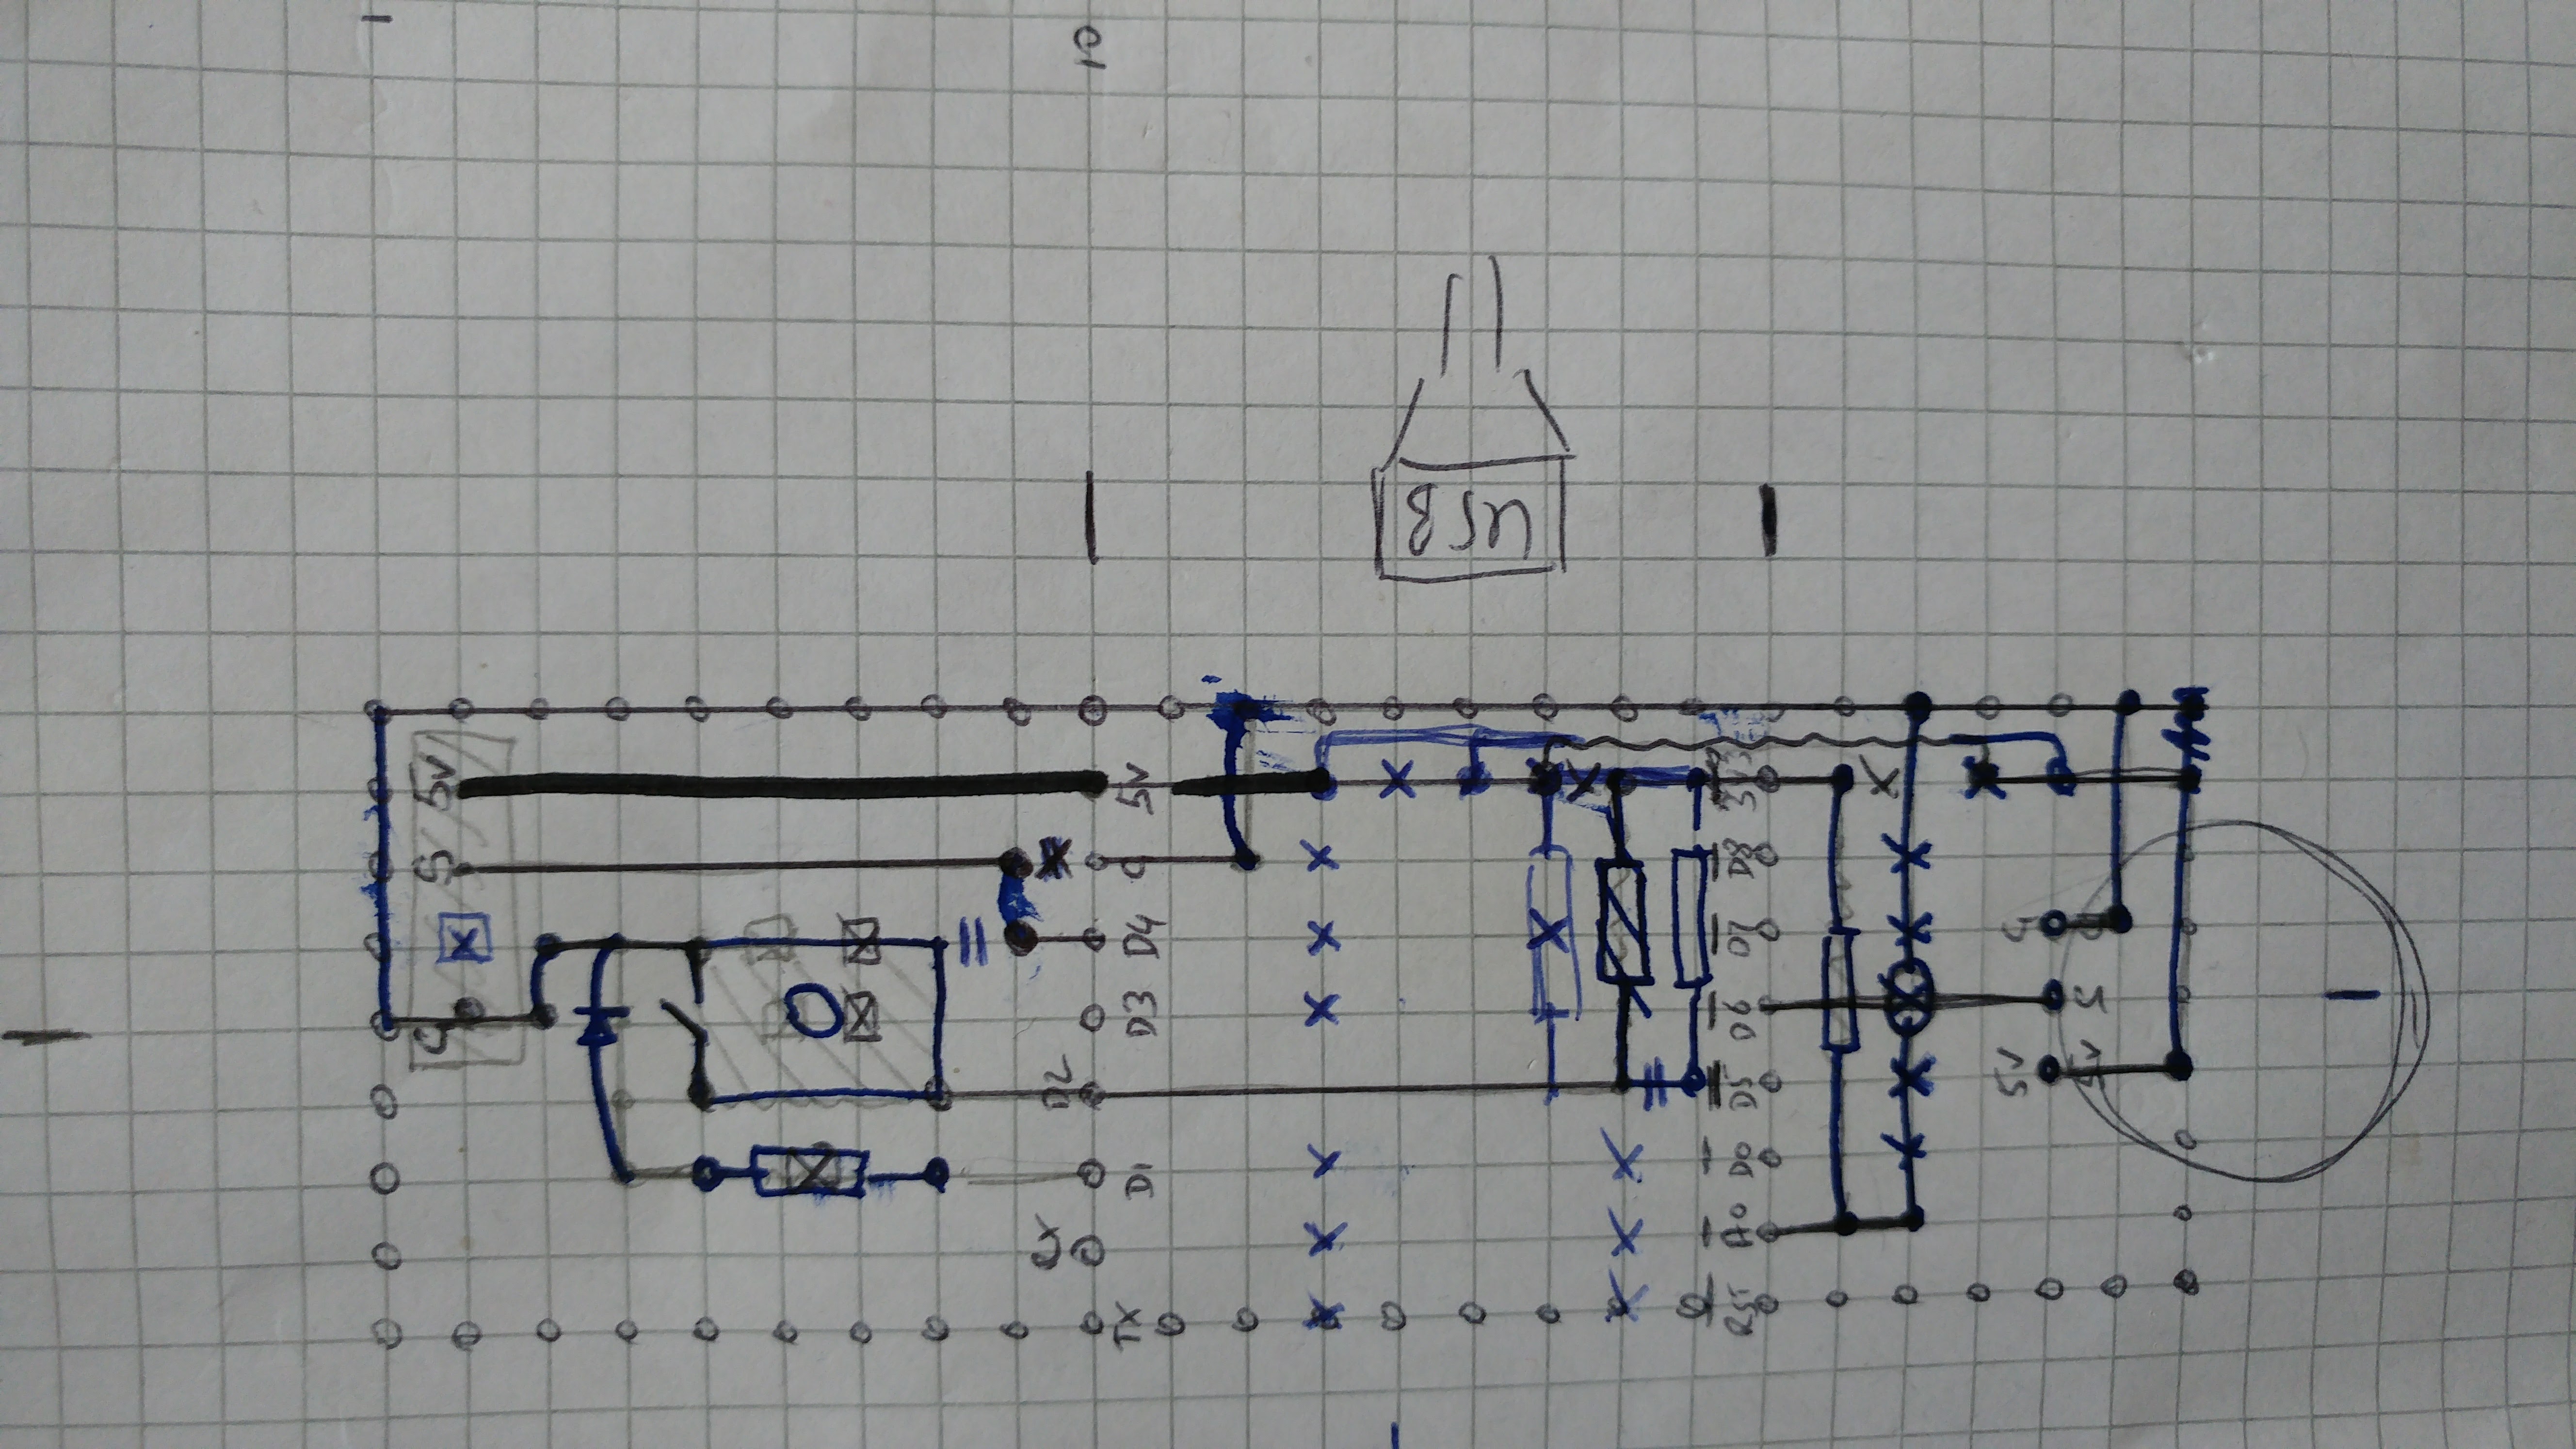 1
G S 5V
RX D2
10
TX D1 D3 D4 G 5V
USB
RST A0 D0 D5 D6 D7 D8 3V3
5V G
5V S G